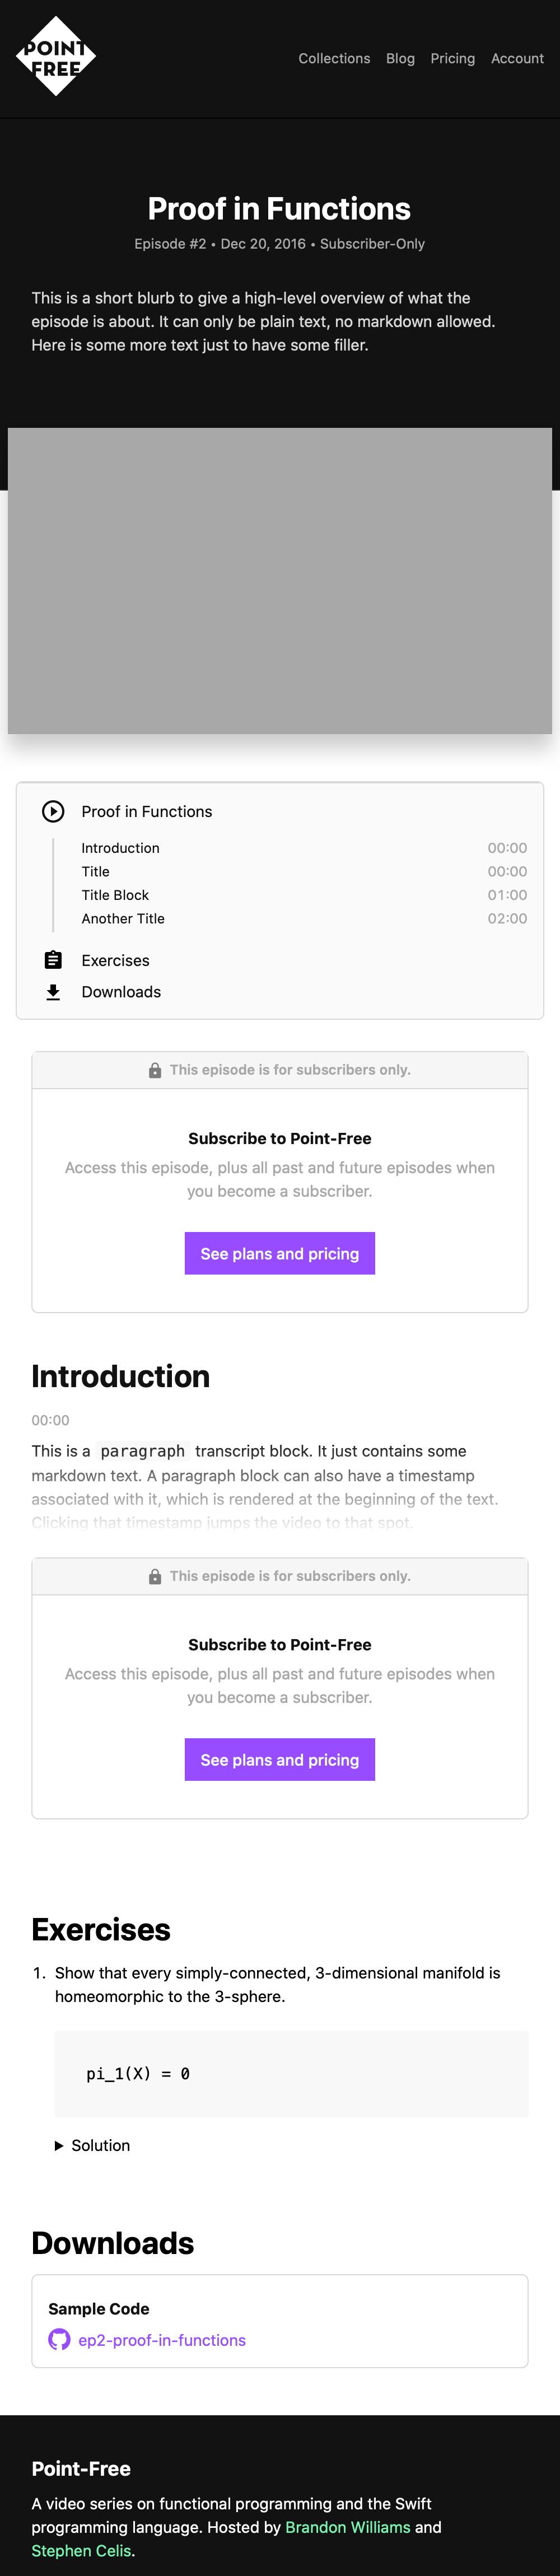 POINT
FREE
Collections Blog Pricing Account
Proof in Functions
Episode #2 • Dec 20, 2016 • Subscriber-Only
This is a short blurb to give a high-level overview of what the
episode is about. It can only be plain text, no markdown allowed.
Here is some more text just to have some filler.
Proof in Functions
Introduction 00:00
Title 00:00
Title Block 01:00
Another Title 02:00
Exercises
Downloads
This episode is for subscribers only.
Subscribe to Point-Free
Access this episode, plus all past and future episodes when
you become a subscriber.
See plans and pricing
Introduction
00:00
This is a paragraph transcript block. It just contains some
markdown text. A paragraph block can also have a timestamp
associated with it, which is rendered at the beginning of the text.
Clicking that timestamp jumps the video to that spot.
This episode is for subscribers only.
Subscribe to Point-Free
Access this episode, plus all past and future episodes when
you become a subscriber.
See plans and pricing
Exercises
1. Show that every simply-connected, 3-dimensional manifold is
homeomorphic to the 3-sphere.
pi_1(X) = 0
Solution
Downloads
Sample Code
ep2-proof-in-functions
Point-Free
A video series on functional programming and the Swift
programming language. Hosted by Brandon Williams and
Stephen Celis.